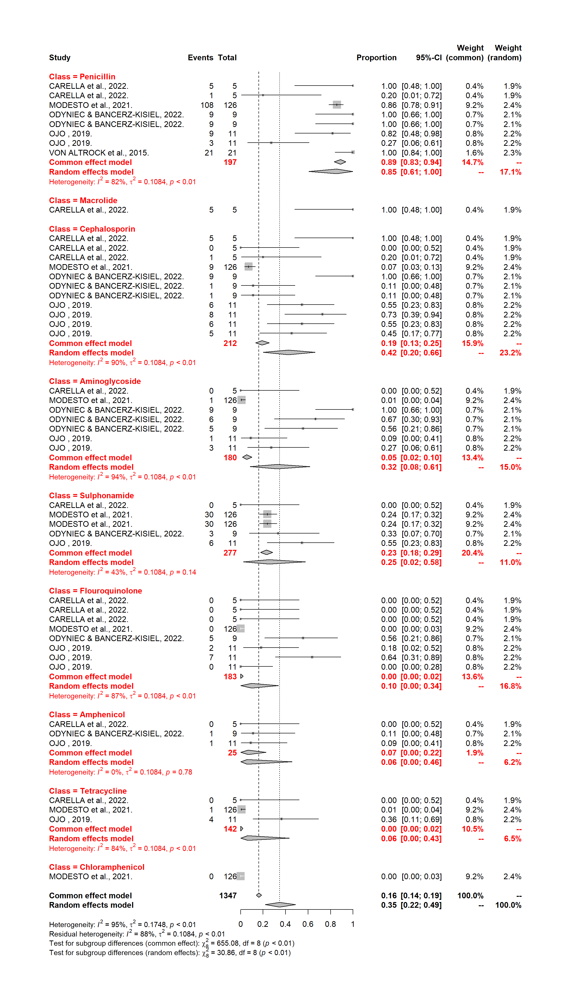 Weight Weight
Study Events Total Proportion 95%-CI (common) (random)
Class = Penicillin
CARELLA et al., 2022. 5 5 1.00 [0.48; 1.00] 0.4% 1.9%
CARELLA et al., 2022. 1 5 0.20 [0.01; 0.72] 0.4% 1.9%
MODESTO et al., 2021. 108 126 0.86 [0.78; 0.91] 9.2% 2.4%
ODYNIEC & BANCERZ-KISIEL, 2022. 9 9 1.00 [0.66; 1.00] 0.7% 2.1%
ODYNIEC & BANCERZ-KISIEL, 2022. 9 9 1.00 [0.66; 1.00] 0.7% 2.1%
OJO , 2019. 9 11 0.82 [0.48; 0.98] 0.8% 2.2%
OJO , 2019. 3 11 0.27 [0.06; 0.61] 0.8% 2.2%
VON ALTROCK et al., 2015. 21 21 1.00 [0.84; 1.00] 1.6% 2.3%
Common effect model 197 0.89 [0.83; 0.94] 14.7% --
Random effects model 0.85 [0.61; 1.00] -- 17.1%
Heterogeneity: I² = 82%, τ² = 0.1084, p < 0.01
Class = Macrolide
CARELLA et al., 2022. 5 5 1.00 [0.48; 1.00] 0.4% 1.9%
Class = Cephalosporin
CARELLA et al., 2022. 5 5 1.00 [0.48; 1.00] 0.4% 1.9%
CARELLA et al., 2022. 0 5 0.00 [0.00; 0.52] 0.4% 1.9%
CARELLA et al., 2022. 1 5 0.20 [0.01; 0.72] 0.4% 1.9%
MODESTO et al., 2021. 9 126 0.07 [0.03; 0.13] 9.2% 2.4%
ODYNIEC & BANCERZ-KISIEL, 2022. 9 9 1.00 [0.66; 1.00] 0.7% 2.1%
ODYNIEC & BANCERZ-KISIEL, 2022. 1 9 0.11 [0.00; 0.48] 0.7% 2.1%
ODYNIEC & BANCERZ-KISIEL, 2022. 1 9 0.11 [0.00; 0.48] 0.7% 2.1%
OJO , 2019. 6 11 0.55 [0.23; 0.83] 0.8% 2.2%
OJO , 2019. 8 11 0.73 [0.39; 0.94] 0.8% 2.2%
OJO , 2019. 6 11 0.55 [0.23; 0.83] 0.8% 2.2%
OJO , 2019. 5 11 0.45 [0.17; 0.77] 0.8% 2.2%
Common effect model 212 0.19 [0.13; 0.25] 15.9% --
Random effects model 0.42 [0.20; 0.66] -- 23.2%
Heterogeneity: I² = 90%, τ² = 0.1084, p < 0.01
Class = Aminoglycoside
CARELLA et al., 2022. 0 5 0.00 [0.00; 0.52] 0.4% 1.9%
MODESTO et al., 2021. 1 126 0.01 [0.00; 0.04] 9.2% 2.4%
ODYNIEC & BANCERZ-KISIEL, 2022. 9 9 1.00 [0.66; 1.00] 0.7% 2.1%
ODYNIEC & BANCERZ-KISIEL, 2022. 6 9 0.67 [0.30; 0.93] 0.7% 2.1%
ODYNIEC & BANCERZ-KISIEL, 2022. 5 9 0.56 [0.21; 0.86] 0.7% 2.1%
OJO , 2019. 1 11 0.09 [0.00; 0.41] 0.8% 2.2%
OJO , 2019. 3 11 0.27 [0.06; 0.61] 0.8% 2.2%
Common effect model 180 0.05 [0.02; 0.10] 13.4% --
Random effects model 0.32 [0.08; 0.61] -- 15.0%
Heterogeneity: I² = 94%, τ² = 0.1084, p < 0.01
Class = Sulphonamide
CARELLA et al., 2022. 0 5 0.00 [0.00; 0.52] 0.4% 1.9%
MODESTO et al., 2021. 30 126 0.24 [0.17; 0.32] 9.2% 2.4%
MODESTO et al., 2021. 30 126 0.24 [0.17; 0.32] 9.2% 2.4%
ODYNIEC & BANCERZ-KISIEL, 2022. 3 9 0.33 [0.07; 0.70] 0.7% 2.1%
OJO , 2019. 6 11 0.55 [0.23; 0.83] 0.8% 2.2%
Common effect model 277 0.23 [0.18; 0.29] 20.4% --
Random effects model 0.25 [0.02; 0.58] -- 11.0%
Heterogeneity: I² = 43%, τ² = 0.1084, p = 0.14
Class = Flouroquinolone
CARELLA et al., 2022. 0 5 0.00 [0.00; 0.52] 0.4% 1.9%
CARELLA et al., 2022. 0 5 0.00 [0.00; 0.52] 0.4% 1.9%
CARELLA et al., 2022. 0 5 0.00 [0.00; 0.52] 0.4% 1.9%
MODESTO et al., 2021. 0 126 0.00 [0.00; 0.03] 9.2% 2.4%
ODYNIEC & BANCERZ-KISIEL, 2022. 5 9 0.56 [0.21; 0.86] 0.7% 2.1%
OJO , 2019. 2 11 0.18 [0.02; 0.52] 0.8% 2.2%
OJO , 2019. 7 11 0.64 [0.31; 0.89] 0.8% 2.2%
OJO , 2019. 0 11 0.00 [0.00; 0.28] 0.8% 2.2%
Common effect model 183 0.00 [0.00; 0.02] 13.6% --
Random effects model 0.10 [0.00; 0.34] -- 16.8%
Heterogeneity: I² = 87%, τ² = 0.1084, p < 0.01
Class = Amphenicol
CARELLA et al., 2022. 0 5 0.00 [0.00; 0.52] 0.4% 1.9%
ODYNIEC & BANCERZ-KISIEL, 2022. 1 9 0.11 [0.00; 0.48] 0.7% 2.1%
OJO , 2019. 1 11 0.09 [0.00; 0.41] 0.8% 2.2%
Common effect model 25 0.07 [0.00; 0.22] 1.9% --
Random effects model 0.06 [0.00; 0.46] -- 6.2%
Heterogeneity: I² = 0%, τ² = 0.1084, p = 0.78
Class = Tetracycline
CARELLA et al., 2022. 0 5 0.00 [0.00; 0.52] 0.4% 1.9%
MODESTO et al., 2021. 1 126 0.01 [0.00; 0.04] 9.2% 2.4%
OJO , 2019. 4 11 0.36 [0.11; 0.69] 0.8% 2.2%
Common effect model 142 0.00 [0.00; 0.02] 10.5% --
Random effects model 0.06 [0.00; 0.43] -- 6.5%
Heterogeneity: I² = 84%, τ² = 0.1084, p < 0.01
Class = Chloramphenicol
MODESTO et al., 2021. 0 126 0.00 [0.00; 0.03] 9.2% 2.4%
Common effect model 1347 0.16 [0.14; 0.19] 100.0% --
Random effects model 0.35 [0.22; 0.49] -- 100.0%
0 0.2 0.4 0.6 0.8 1
Heterogeneity: I² = 95%, τ² = 0.1748, p < 0.01
Residual heterogeneity: I² = 88%, τ² = 0.1084, p < 0.01
Test for subgroup differences (common effect): χ²₈ = 655.08, df = 8 (p < 0.01)
Test for subgroup differences (random effects): χ²₈ = 30.86, df = 8 (p < 0.01)